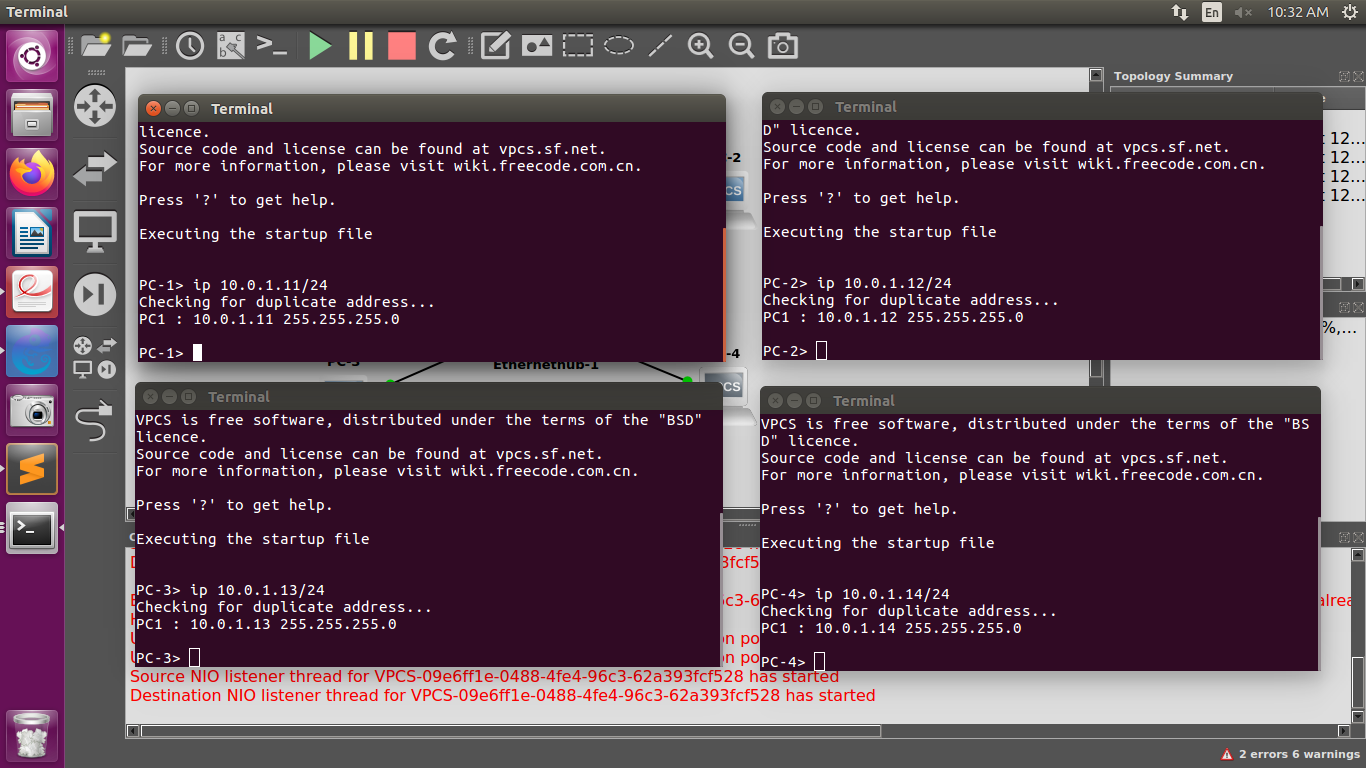 Terminal
En
10:32 AM
Topology Summary
Terminal
licence.
Source code and license can be found at vpcs.sf.net.
For more information, please visit wiki.freecode.com.cn.
Press '?' to get help.
Executing the startup file
PC-1> ip 10.0.1.11/24
Checking for duplicate address...
PC1 : 10.0.1.11 255.255.255.0
PC-1>
Terminal
D" licence.
Source code and license can be found at vpcs.sf.net.
For more information, please visit wiki.freecode.com.cn.
Press '?' to get help.
Executing the startup file
PC-2> ip 10.0.1.12/24
Checking for duplicate address...
PC1 : 10.0.1.12 255.255.255.0
PC-2>
-2
CS
12...
12...
12...
12...
%,...
PC-3
Ethernethub-1
-4
CS
Terminal
VPCS is free software, distributed under the terms of the "BSD"
licence.
Source code and license can be found at vpcs.sf.net.
For more information, please visit wiki.freecode.com.cn.
Press '?' to get help.
Executing the startup file
PC-3> ip 10.0.1.13/24
Checking for duplicate address...
PC1 : 10.0.1.13 255.255.255.0
PC-3>
Terminal
VPCS is free software, distributed under the terms of the "BS
D" licence.
Source code and license can be found at vpcs.sf.net.
For more information, please visit wiki.freecode.com.cn.
Press '?' to get help.
Executing the startup file
PC-4> ip 10.0.1.14/24
Checking for duplicate address...
PC1 : 10.0.1.14 255.255.255.0
PC-4>
Source NIO listener thread for VPCS-09e6ff1e-0488-4fe4-96c3-62a393fcf528 has started
Destination NIO listener thread for VPCS-09e6ff1e-0488-4fe4-96c3-62a393fcf528 has started
2 errors 6 warnings